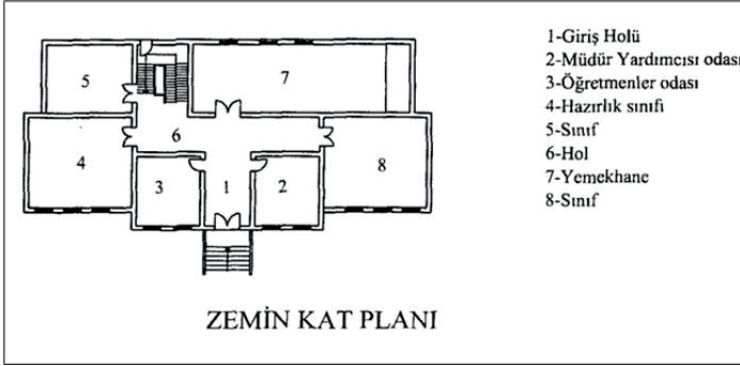 1-Giriş Holü
2-Müdür Yardımcısı odası
3-Öğretmenler odası
4-Hazırlık sınıfı
5-Sınıf
6-Hol
7-Yemekhane
8-Sınıf
5
7
6
4
3
1
2
8
ZEMİN KAT PLANI